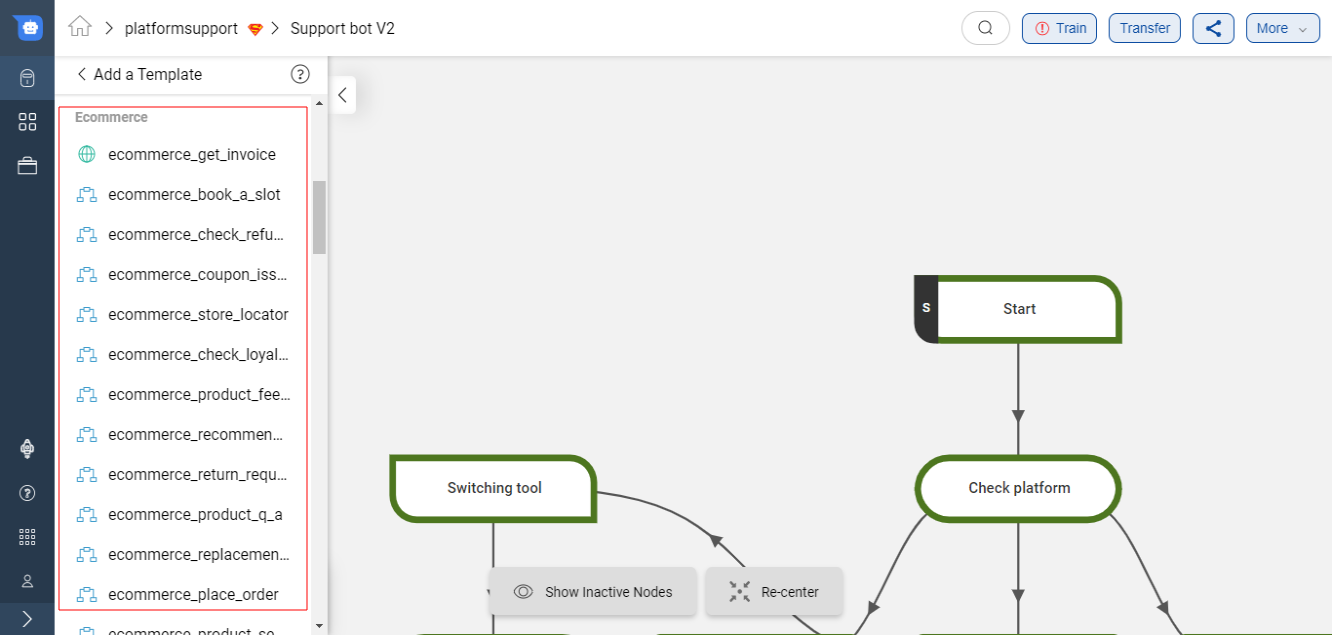 platformsupport
Support bot V2
Train
Transfer
More
Add a Template
?
Ecommerce
ecommerce_get_invoice
ecommerce_book_a_slot
ecommerce_check_refu...
ecommerce_coupon_iss...
ecommerce_store_locator
ecommerce_check_loyal...
ecommerce_product_fee...
ecommerce_recommen...
ecommerce_return_requ...
ecommerce_product_q_a
ecommerce_replacemen...
ecommerce_place_order
ecommerce_product_se...
S
Start
Switching tool
Check platform
Show Inactive Nodes
Re-center